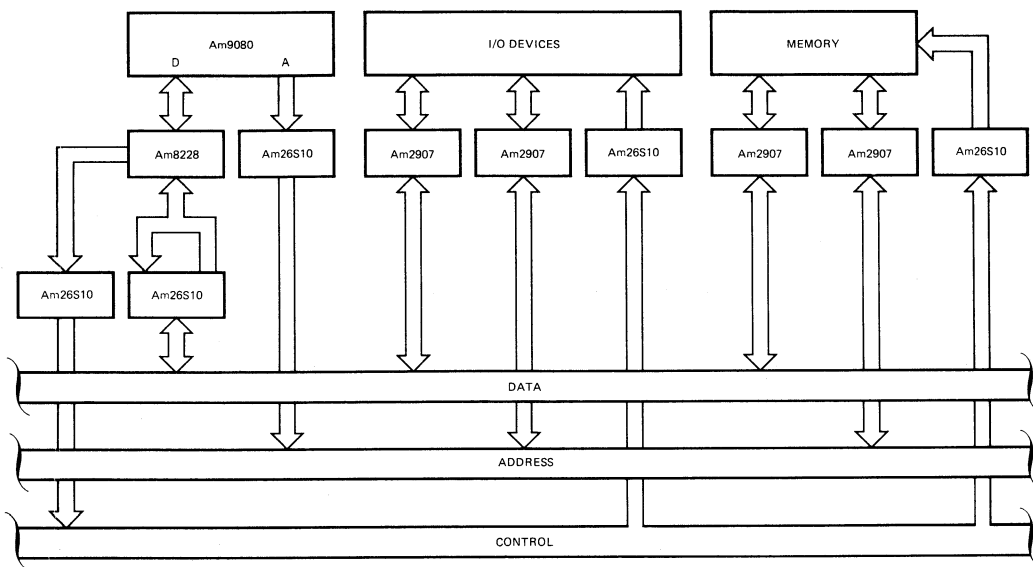 Am9080
I/O DEVICES
MEMORY
D
A
Am8228
Am26S10
Am2907
Am2907
Am26S10
Am2907
Am2907
Am26S10
Am26S10
Am26S10
DATA
ADDRESS
CONTROL